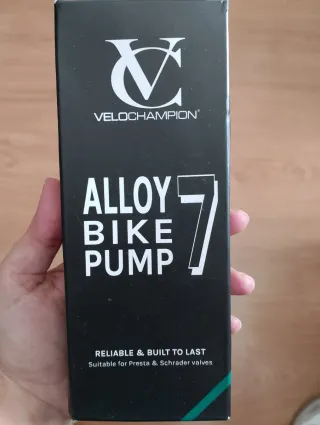 VC
VELOCHAMPION®
ALLOY
BIKE
PUMP 7
RELIABLE & BUILT TO LAST
Suitable for Presta & Schrader valves